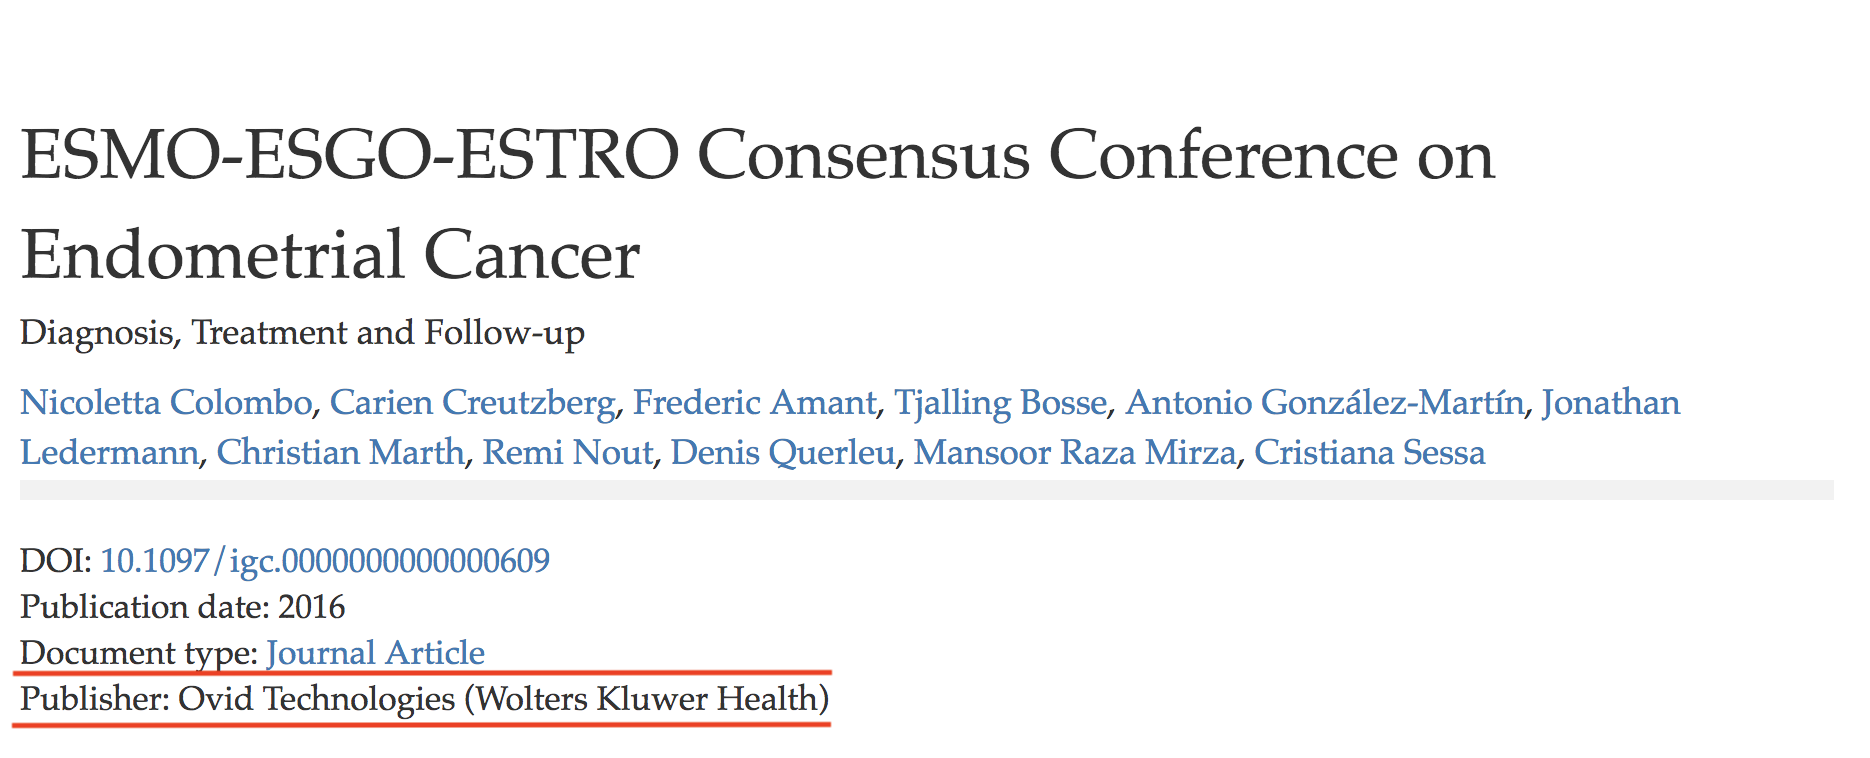 ESMO-ESGO-ESTRO Consensus Conference on
Endometrial Cancer
Diagnosis, Treatment and Follow-up
Nicoletta Colombo, Carien Creutzberg, Frederic Amant, Tjalling Bosse, Antonio González-Martín, Jonathan
Ledermann, Christian Marth, Remi Nout, Denis Querleu, Mansoor Raza Mirza, Cristiana Sessa
DOI: 10.1097/igc.0000000000000609
Publication date: 2016
Document type: Journal Article
Publisher: Ovid Technologies (Wolters Kluwer Health)